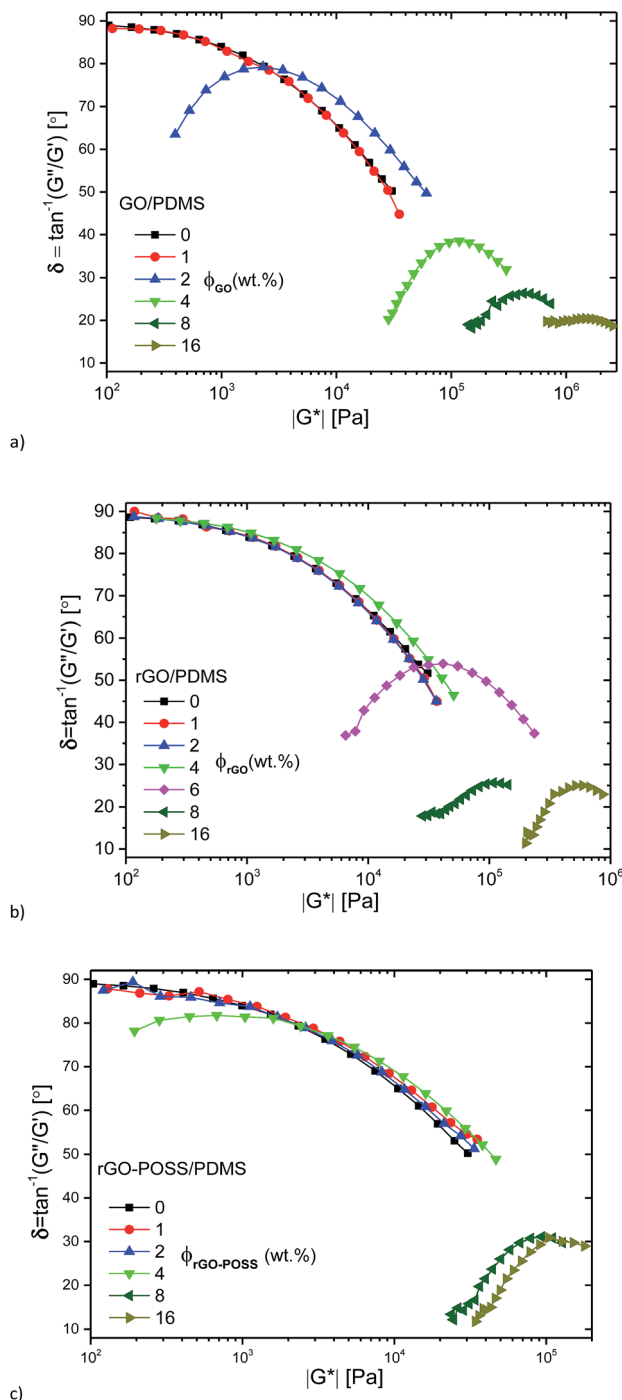 90
80
70
60
50
40
30
20
10
δ = tan⁻¹(G''/G') [°]
GO/PDMS
0
1
2 ϕGO(wt.%)
4
8
16
10² 10³ 10⁴ 10⁵ 10⁶
|G*| [Pa]
a)
90
80
70
60
50
40
30
20
10
δ=tan⁻¹(G''/G') [°]
rGO/PDMS
0
1
2
4 ϕrGO(wt.%)
6
8
16
10² 10³ 10⁴ 10⁵ 10⁶
|G*| [Pa]
b)
90
80
70
60
50
40
30
20
10
δ=tan⁻¹(G''/G') [°]
rGO-POSS/PDMS
0
1
2 ϕrGO-POSS (wt.%)
4
8
16
10² 10³ 10⁴ 10⁵
|G*| [Pa]
c)